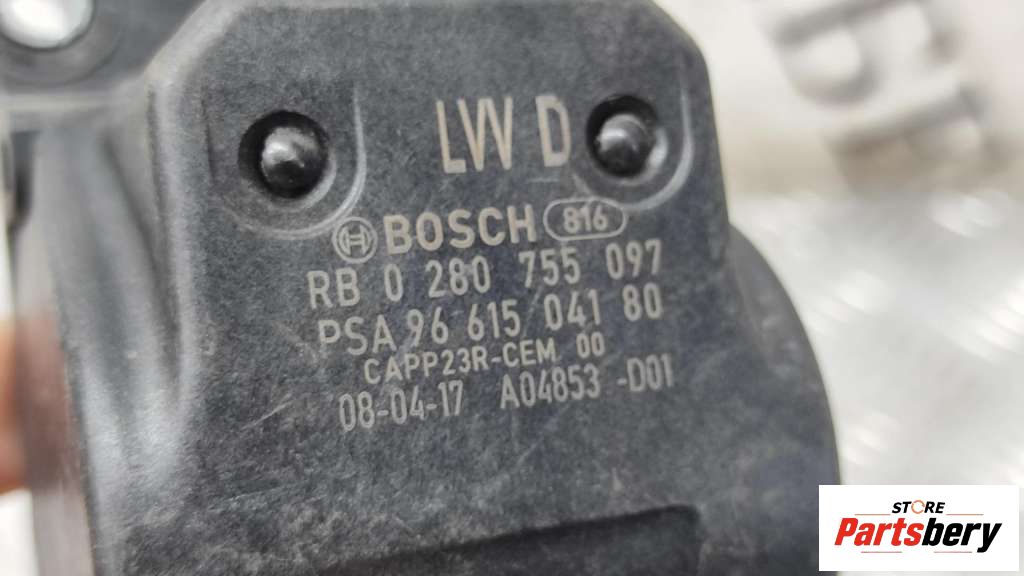 LW D
BOSCH 816
RB 0 280 755 097
PSA 96 615 041 80
CAPP23R-CEM 00
08-04-17 A04853 -D01
STORE
Partsbery